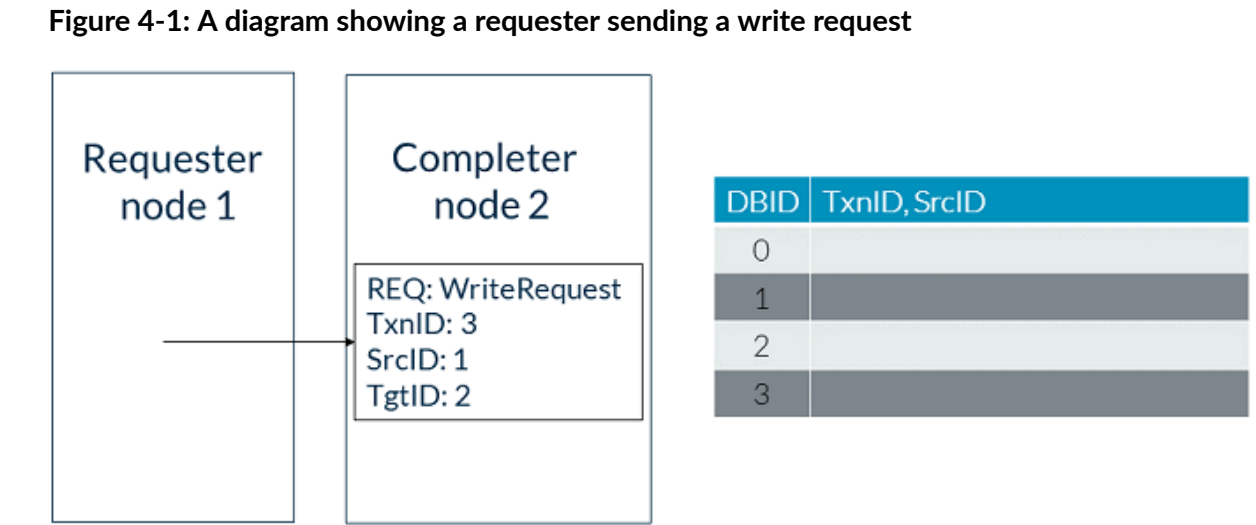 Figure 4-1: A diagram showing a requester sending a write request
Requester
node 1
Completer
node 2
REQ: WriteRequest
TxnID: 3
SrcID: 1
TgtID: 2
DBID TxnID, SrcID
0
1
2
3